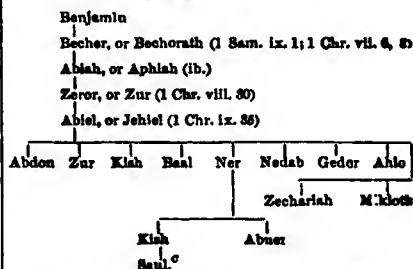 Benjamin
Becher, or Bechorath (1 Sam. ix. 1; 1 Chr. vii. 6, 8)
Abiah, or Aphiah (ib.)
Zeror, or Zur (1 Chr. viii. 30)
Abiel, or Jehiel (1 Chr. ix. 35)
Abdon Zur Kish Baal Ner Nadab Gedor Ahio
Zechariah Mikloth
Kish Abner
Saul.c